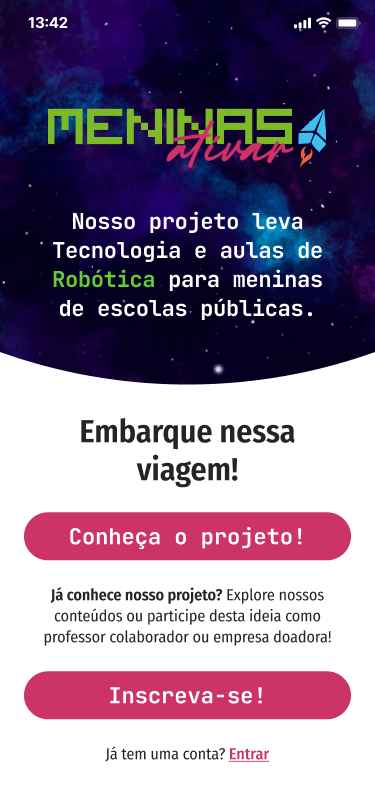 13:42
MENINAS
ativar
Nosso projeto leva
Tecnologia e aulas de
Robótica para meninas
de escolas públicas.
Embarque nessa
viagem!
Conheça o projeto!
Já conhece nosso projeto? Explore nossos
conteúdos ou participe desta ideia como
professor colaborador ou empresa doadora!
Inscreva-se!
Já tem uma conta? Entrar